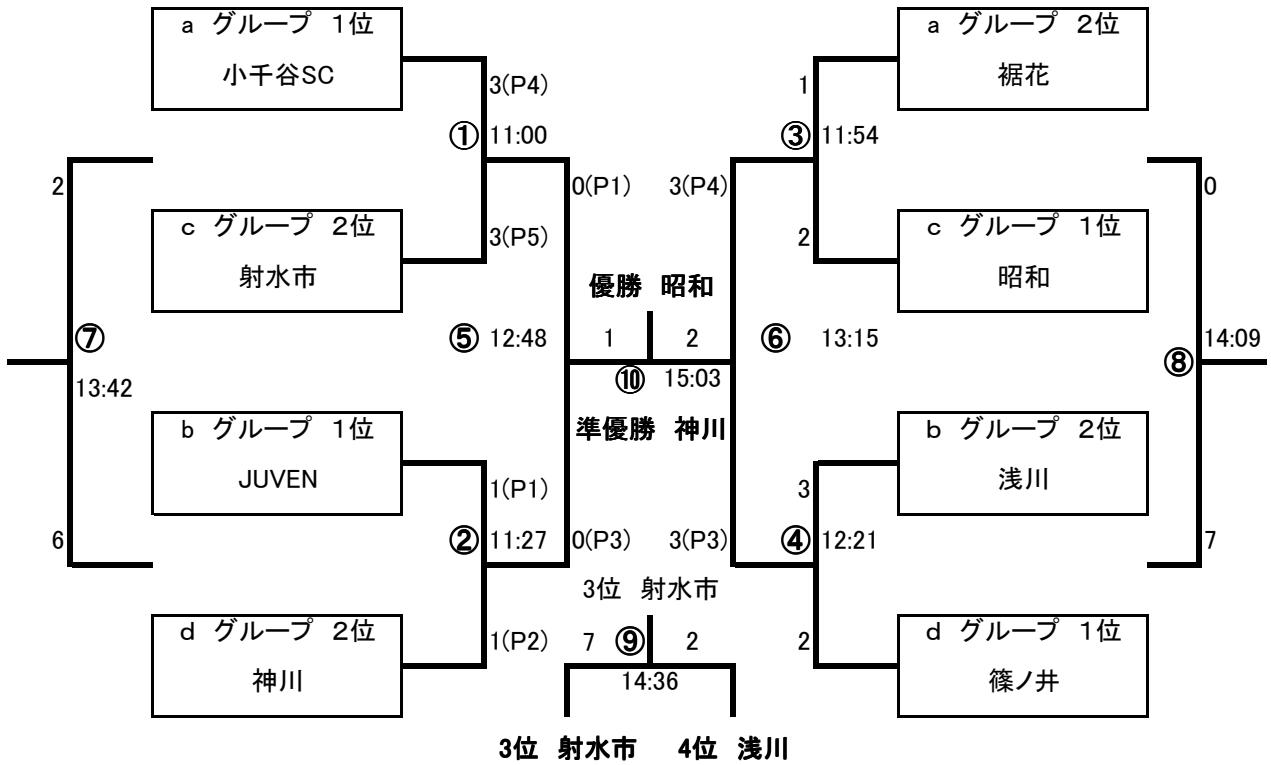 a グループ 1位
小千谷SC
a グループ 2位
裾花
3(P4)
1
① 11:00
③ 11:54
2
0(P1)
3(P4)
0
c グループ 2位
射水市
3(P5)
2
c グループ 1位
昭和
優勝 昭和
⑦
13:42
⑤ 12:48
1
2
⑥ 13:15
14:09
⑧
⑩ 15:03
準優勝 神川
b グループ 1位
JUVEN
b グループ 2位
浅川
1(P1)
3
6
② 11:27
0(P3)
3(P3)
④ 12:21
7
3位 射水市
d グループ 2位
神川
1(P2)
7
⑨
2
14:36
2
d グループ 1位
篠ノ井
3位 射水市
4位 浅川